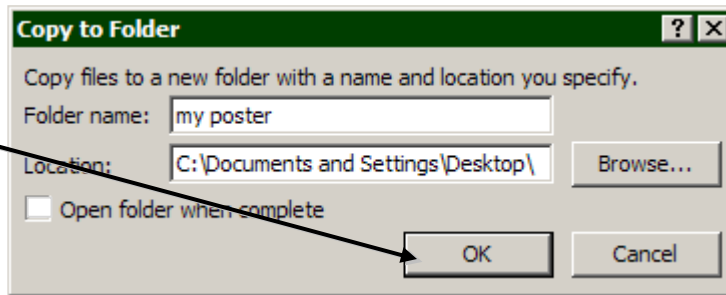 Copy to Folder
Copy files to a new folder with a name and location you specify.
Folder name: my poster
Location: C:\Documents and Settings\Desktop\ Browse...
Open folder when complete
OK Cancel